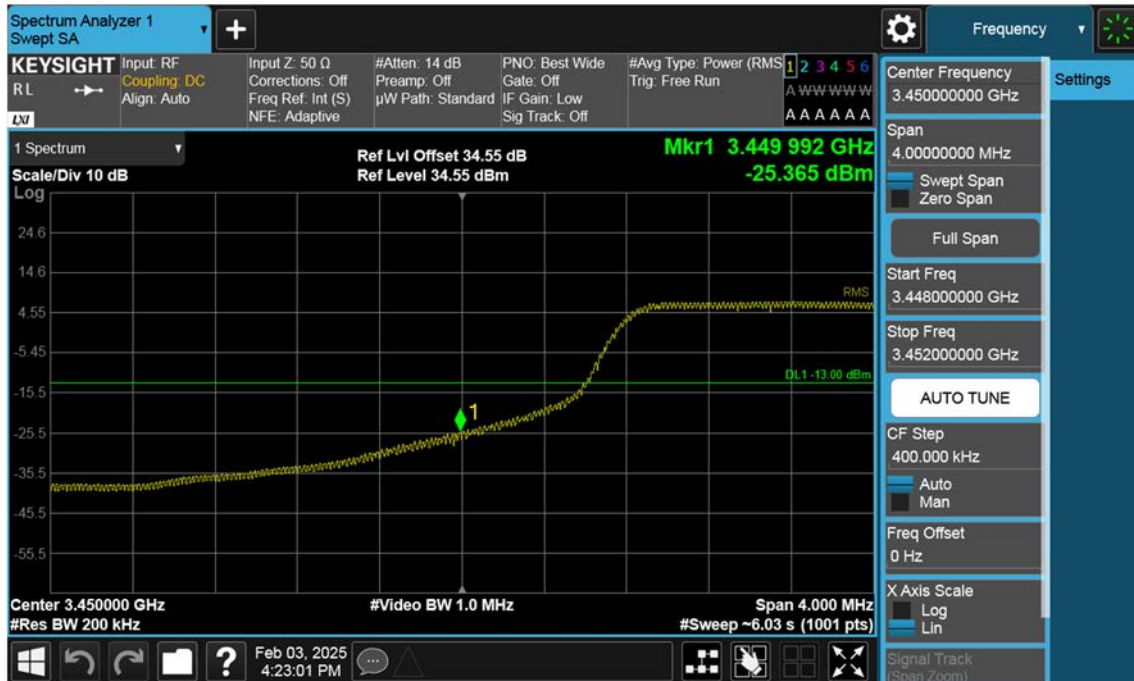 Spectrum Analyzer 1
Swept SA
+
Frequency
KEYSIGHT
RL
LXI
Input: RF
Coupling: DC
Align: Auto
Input Z: 50 Ω
Corrections: Off
Freq Ref: Int (S)
NFE: Adaptive
#Atten: 14 dB
Preamp: Off
µW Path: Standard
PNO: Best Wide
Gate: Off
IF Gain: Low
Sig Track: Off
#Avg Type: Power (RMS
Trig: Free Run
1 2 3 4 5 6
A W W W W W
A A A A A A
1 Spectrum
Scale/Div 10 dB
Ref Lvl Offset 34.55 dB
Ref Level 34.55 dBm
Mkr1 3.449 992 GHz
-25.365 dBm
Log
24.6
14.6
4.55
-5.45
-15.5
-25.5
-35.5
-45.5
-55.5
RMS
DL1 -13.00 dBm
1
Center 3.450000 GHz
#Video BW 1.0 MHz
Span 4.000 MHz
#Res BW 200 kHz
#Sweep ~6.03 s (1001 pts)
Center Frequency
3.450000000 GHz
Settings
Span
4.00000000 MHz
Swept Span
Zero Span
Full Span
Start Freq
3.448000000 GHz
Stop Freq
3.452000000 GHz
AUTO TUNE
CF Step
400.000 kHz
Auto
Man
Freq Offset
0 Hz
X Axis Scale
Log
Lin
Signal Track
(Span Zoom)
?
Feb 03, 2025
4:23:01 PM